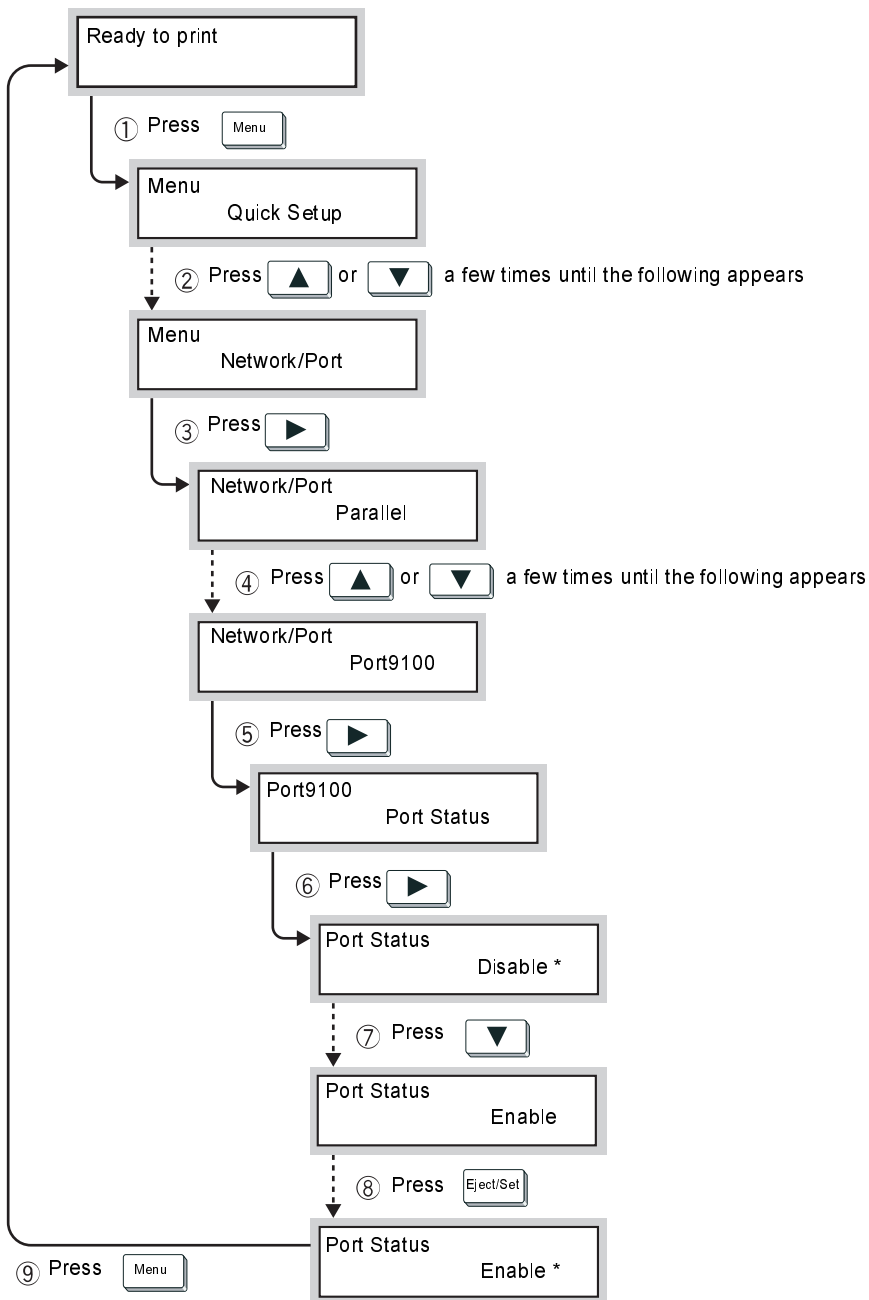 Ready to print
① Press Menu
Menu
Quick Setup
② Press ▲ or ▼ a few times until the following appears
Menu
Network/Port
③ Press ▶
Network/Port
Parallel
④ Press ▲ or ▼ a few times until the following appears
Network/Port
Port9100
⑤ Press ▶
Port9100
Port Status
⑥ Press ▶
Port Status
Disable *
⑦ Press ▼
Port Status
Enable
⑧ Press Eject/Set
Port Status
Enable *
⑨ Press Menu